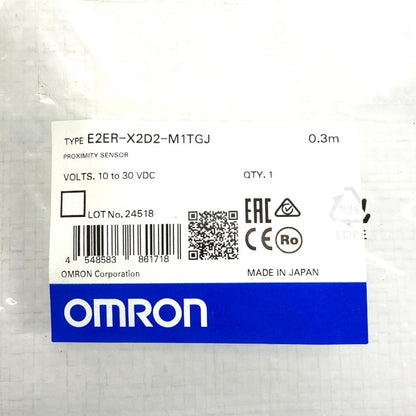 TYPE E2ER-X2D2-M1TGJ 0.3m
PROXIMITY SENSOR
VOLTS. 10 to 30 VDC QTY. 1
LOT No. 24518
EAC
CE Ro
4 548583 861718
OMRON Corporation MADE IN JAPAN
OMRON